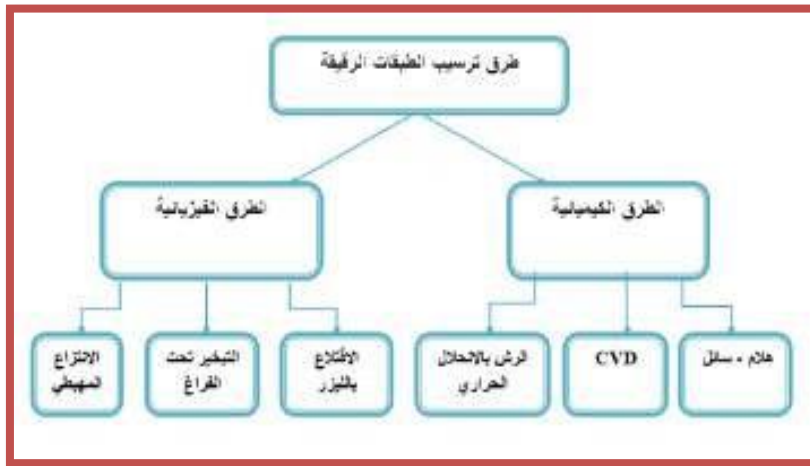 طرق ترسيب الطبقات الرقيقة
الطرق الكيميائية
الطرق الفيزيائية
هلام - سائل
CVD
الرش بالانحلال
الحراري
الاقتلاع
بالليزر
التبخير تحت
الفراغ
الانتزاع
المهبطي